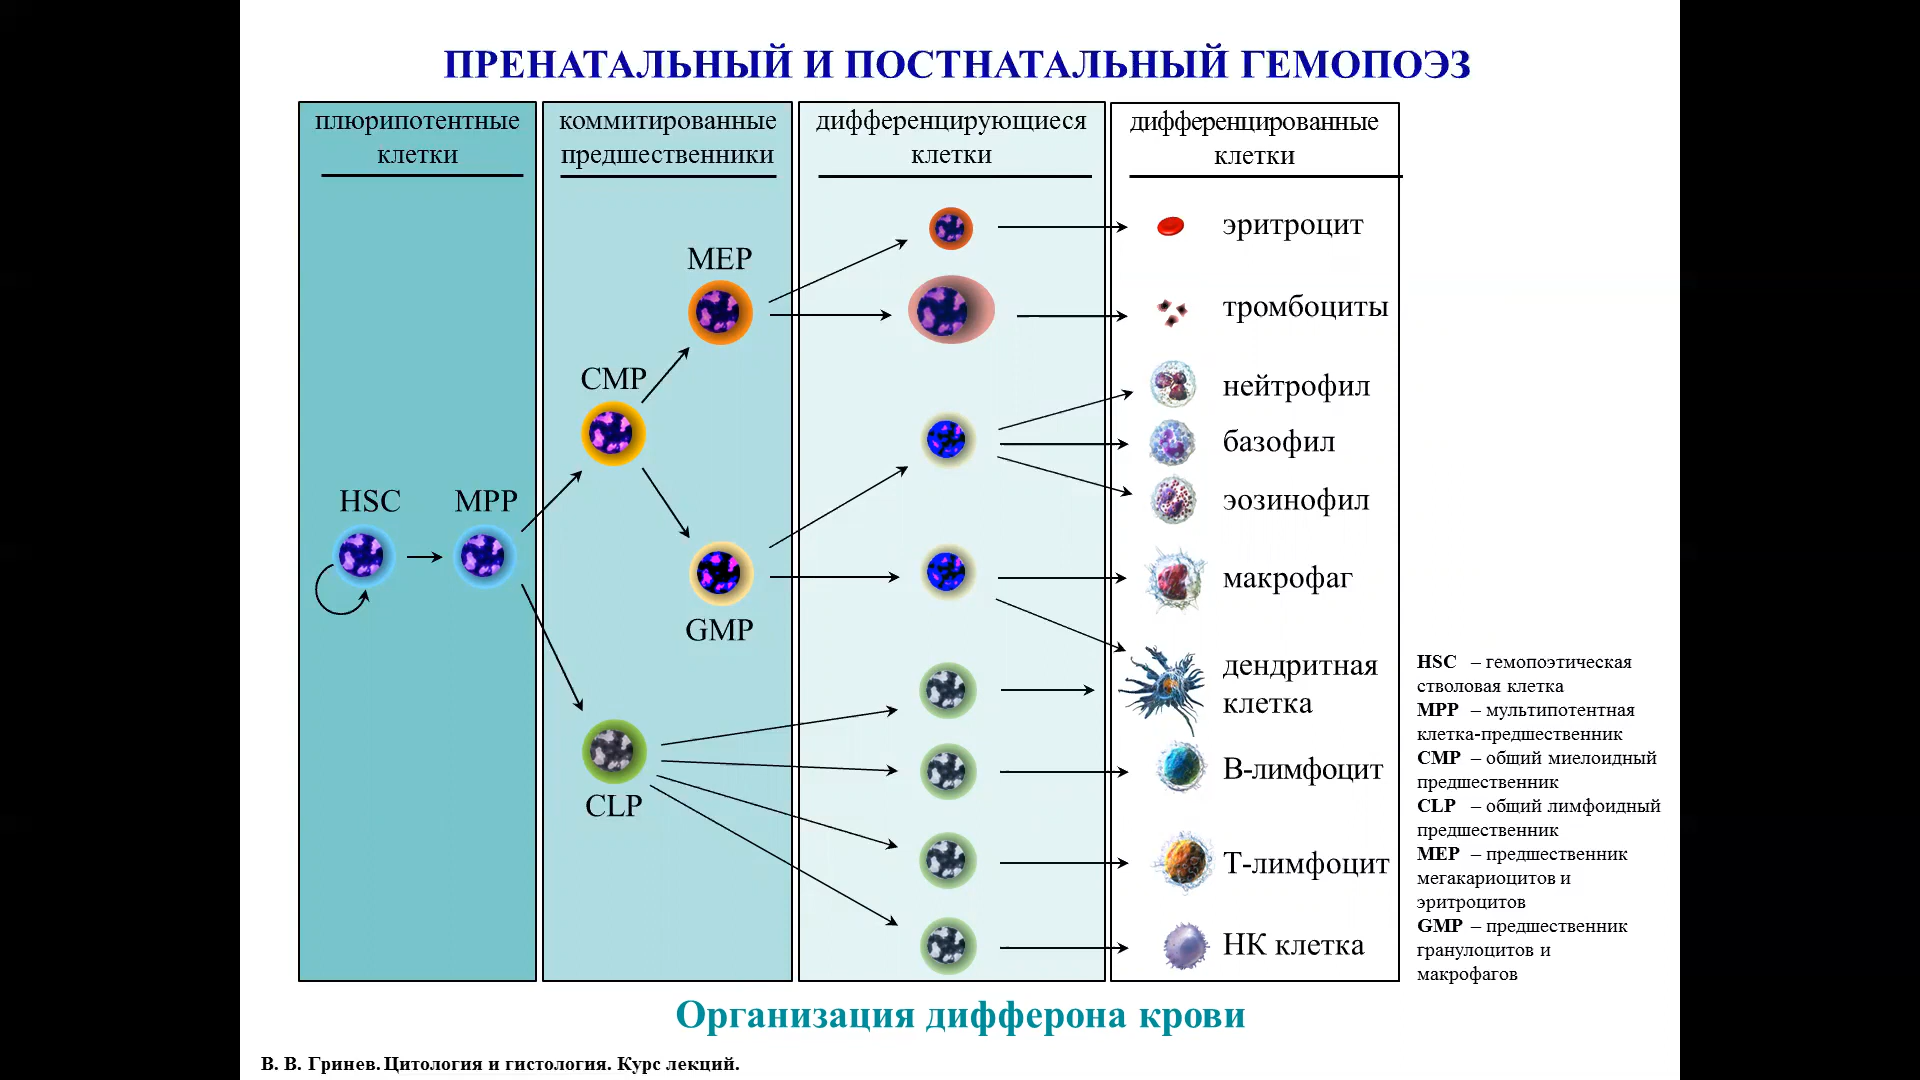 ПРЕНАТАЛЬНЫЙ И ПОСТНАТАЛЬНЫЙ ГЕМОПОЭЗ
плюрипотентные
клетки
коммитированные
предшественники
дифференцирующиеся
клетки
дифференцированные
клетки
HSC
MPP
CMP
MEP
GMP
CLP
эритроцит
тромбоциты
нейтрофил
базофил
эозинофил
макрофаг
дендритная
клетка
В-лимфоцит
Т-лимфоцит
НК клетка
HSC – гемопоэтическая
стволовая клетка
MPP – мультипотентная
клетка-предшественник
CMP – общий миелоидный
предшественник
CLP – общий лимфоидный
предшественник
MEP – предшественник
мегакариоцитов и
эритроцитов
GMP – предшественник
гранулоцитов и
макрофагов
Организация дифферона крови
В. В. Гринев. Цитология и гистология. Курс лекций.